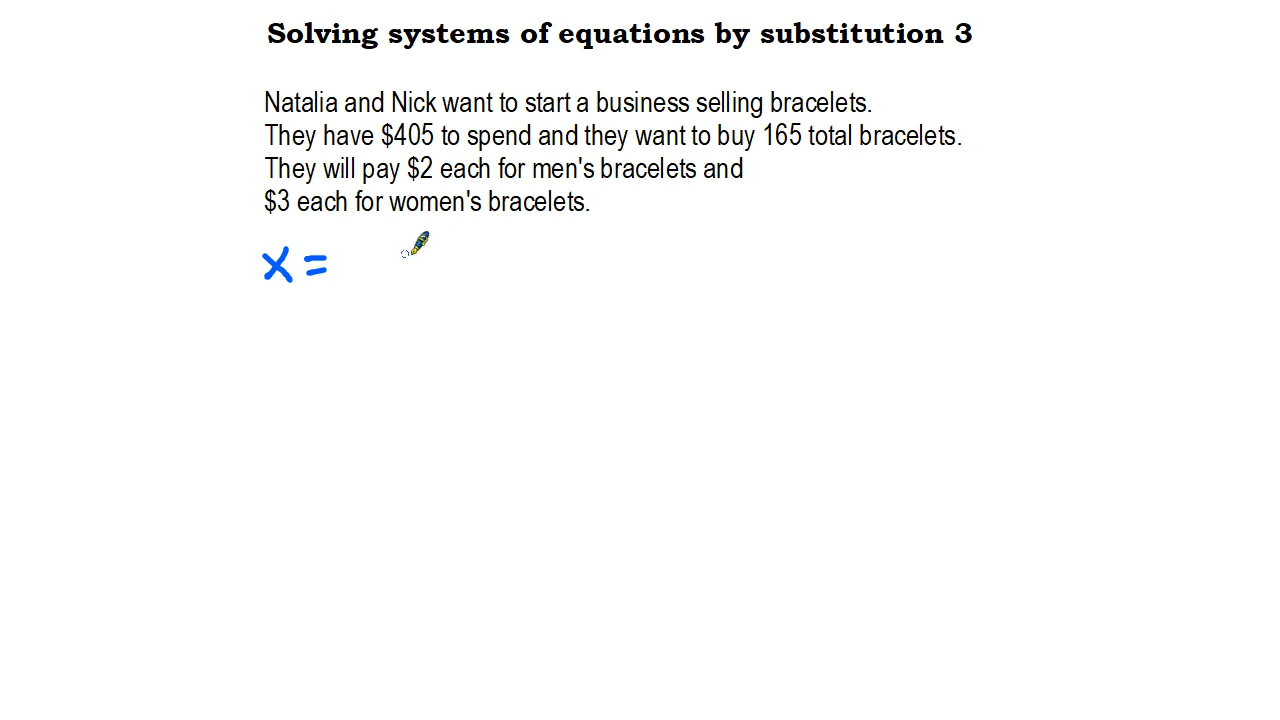 Solving systems of equations by substitution 3
Natalia and Nick want to start a business selling bracelets.
They have $405 to spend and they want to buy 165 total bracelets.
They will pay $2 each for men's bracelets and
$3 each for women's bracelets.
x =